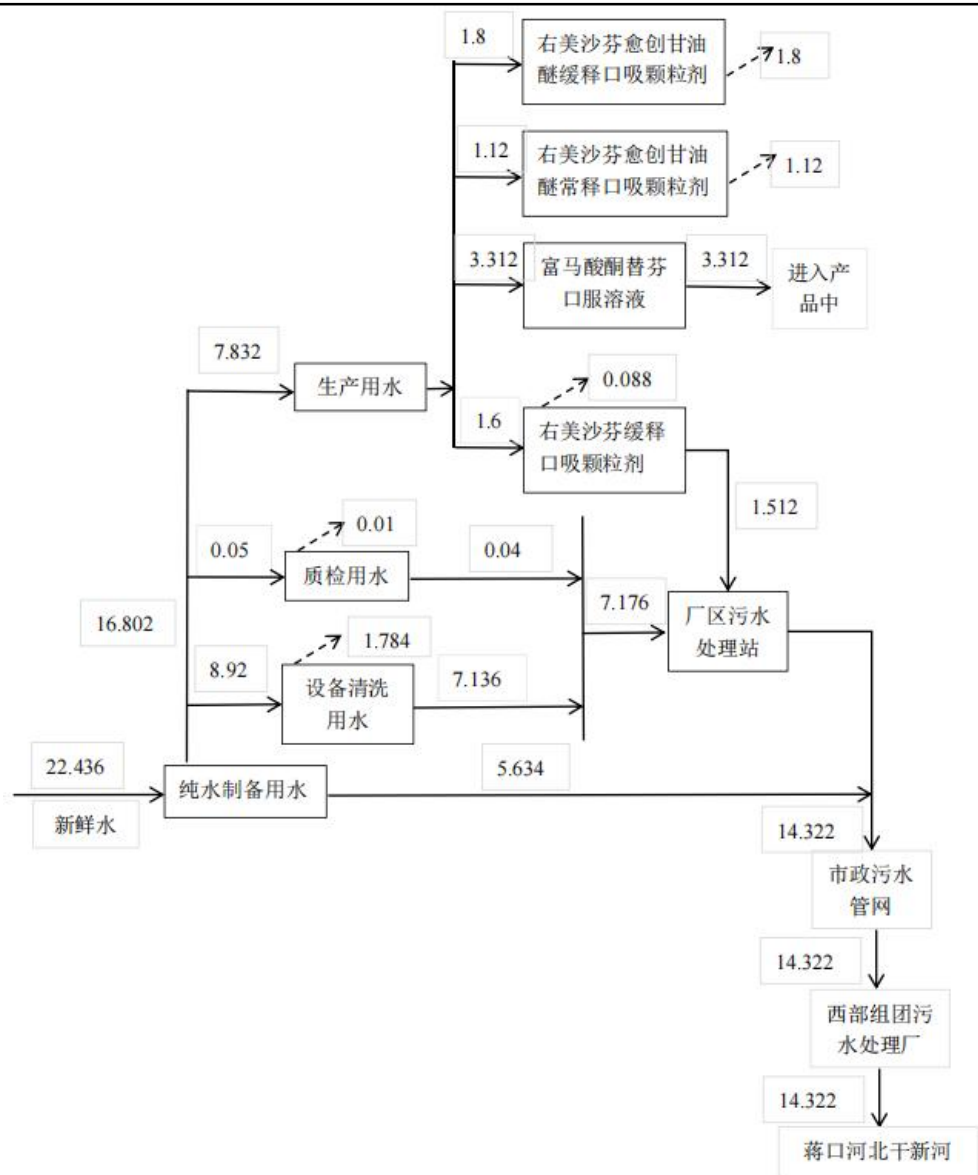 1.8
右美沙芬愈创甘油
醚缓释口吸颗粒剂
1.8
1.12
右美沙芬愈创甘油
醚常释口吸颗粒剂
1.12
3.312
富马酸酮替芬
口服溶液
3.312
进入产
品中
7.832
生产用水
0.088
1.6
右美沙芬缓释
口吸颗粒剂
1.512
0.01
0.05
质检用水
0.04
7.176
厂区污水
处理站
16.802
1.784
8.92
设备清洗
用水
7.136
22.436
新鲜水
纯水制备用水
5.634
14.322
市政污水
管网
14.322
西部组团污
水处理厂
14.322
蒋口河北干新河